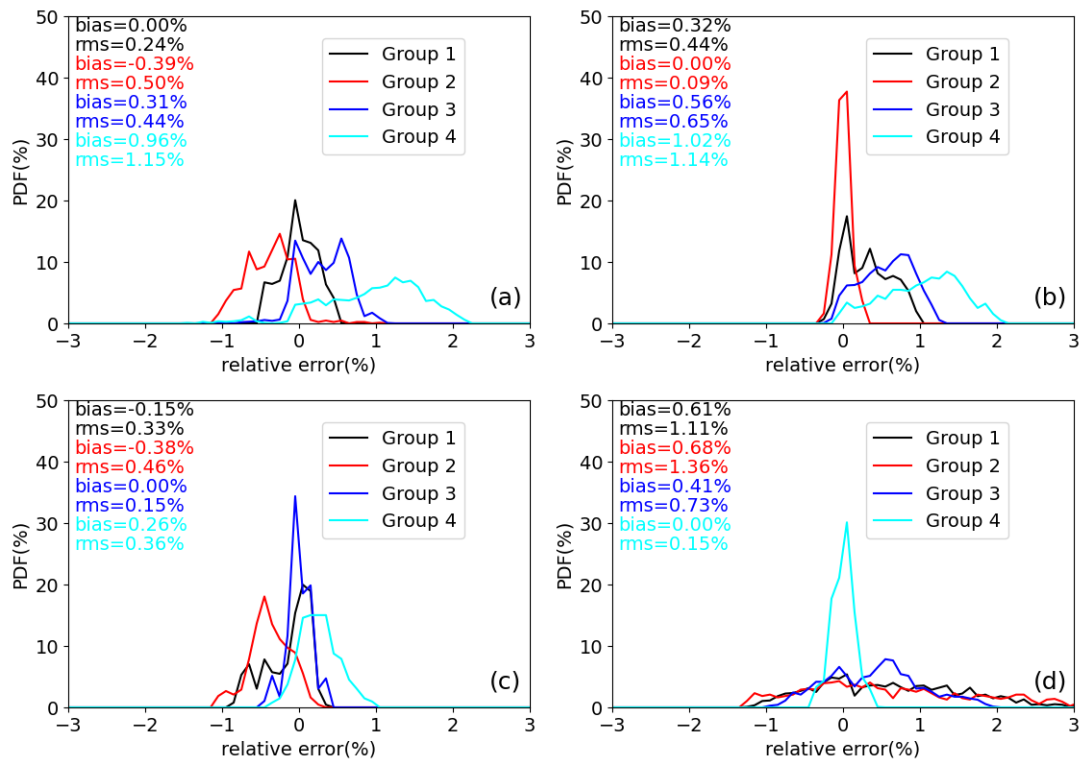 bias=0.00%
rms=0.24%
bias=-0.39%
rms=0.50%
bias=0.31%
rms=0.44%
bias=0.96%
rms=1.15%
Group 1
Group 2
Group 3
Group 4
(a)
PDF(%)
50
40
30
20
10
0
−3 −2 −1 0 1 2 3
relative error(%)
bias=0.32%
rms=0.44%
bias=0.00%
rms=0.09%
bias=0.56%
rms=0.65%
bias=1.02%
rms=1.14%
Group 1
Group 2
Group 3
Group 4
(b)
PDF(%)
50
40
30
20
10
0
−3 −2 −1 0 1 2 3
relative error(%)
bias=-0.15%
rms=0.33%
bias=-0.38%
rms=0.46%
bias=0.00%
rms=0.15%
bias=0.26%
rms=0.36%
Group 1
Group 2
Group 3
Group 4
(c)
PDF(%)
50
40
30
20
10
0
−3 −2 −1 0 1 2 3
relative error(%)
bias=0.61%
rms=1.11%
bias=0.68%
rms=1.36%
bias=0.41%
rms=0.73%
bias=0.00%
rms=0.15%
Group 1
Group 2
Group 3
Group 4
(d)
PDF(%)
50
40
30
20
10
0
−3 −2 −1 0 1 2 3
relative error(%)